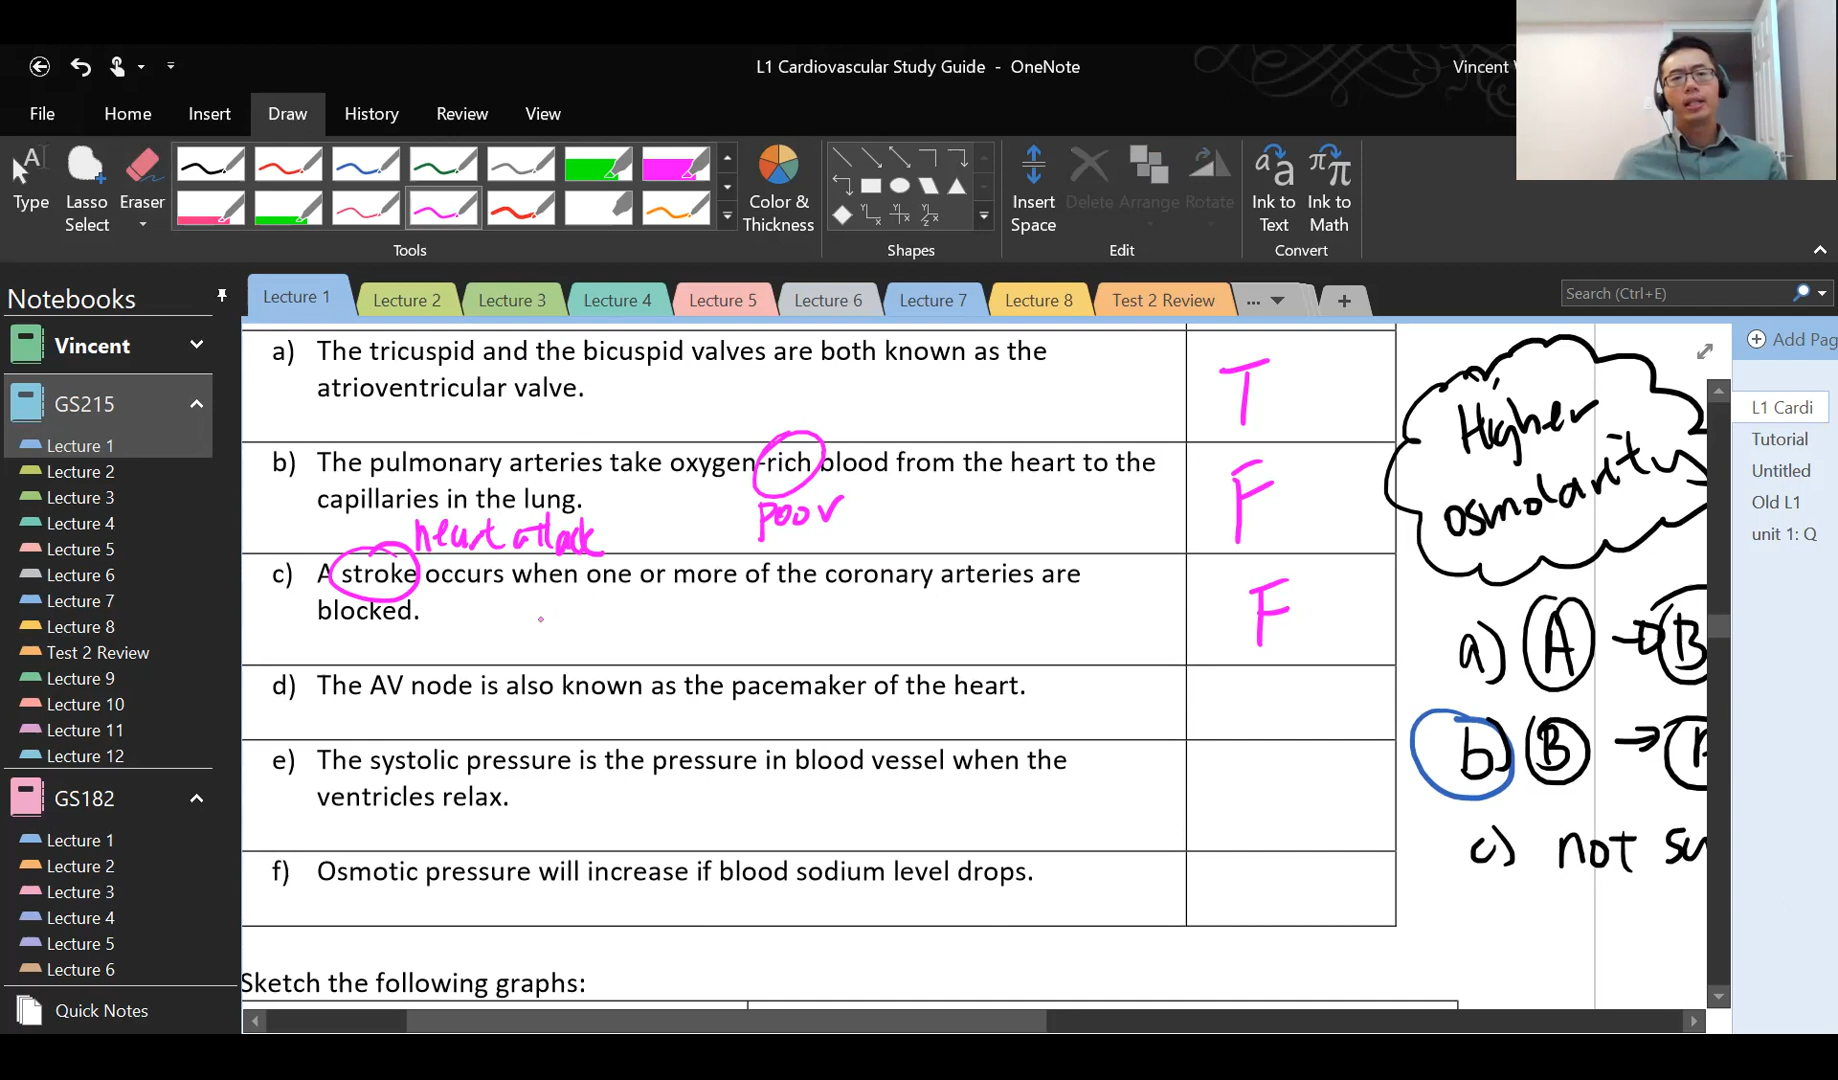 L1 Cardiovascular Study Guide - OneNote
Vincent
File
Home
Insert
Draw
History
Review
View
Type
Lasso Select
Eraser
Tools
Color & Thickness
Shapes
Insert Space
Delete
Arrange
Rotate
Edit
Ink to Text
Ink to Math
Convert
Notebooks
Lecture 1
Lecture 2
Lecture 3
Lecture 4
Lecture 5
Lecture 6
Lecture 7
Lecture 8
Test 2 Review
...
Search (Ctrl+E)
Vincent
GS215
Lecture 1
Lecture 2
Lecture 3
Lecture 4
Lecture 5
Lecture 6
Lecture 7
Lecture 8
Test 2 Review
Lecture 9
Lecture 10
Lecture 11
Lecture 12
GS182
Lecture 1
Lecture 2
Lecture 3
Lecture 4
Lecture 5
Lecture 6
Quick Notes
a) The tricuspid and the bicuspid valves are both known as the
atrioventricular valve.
T
b) The pulmonary arteries take oxygen-rich blood from the heart to the
capillaries in the lung.
poor
F
heart attack
c) A stroke occurs when one or more of the coronary arteries are
blocked.
F
d) The AV node is also known as the pacemaker of the heart.
e) The systolic pressure is the pressure in blood vessel when the
ventricles relax.
f) Osmotic pressure will increase if blood sodium level drops.
Sketch the following graphs:
Higher
osmolarity
a) A → B
b) B →
c) not
Add Pag
L1 Cardi
Tutorial
Untitled
Old L1
unit 1: Q